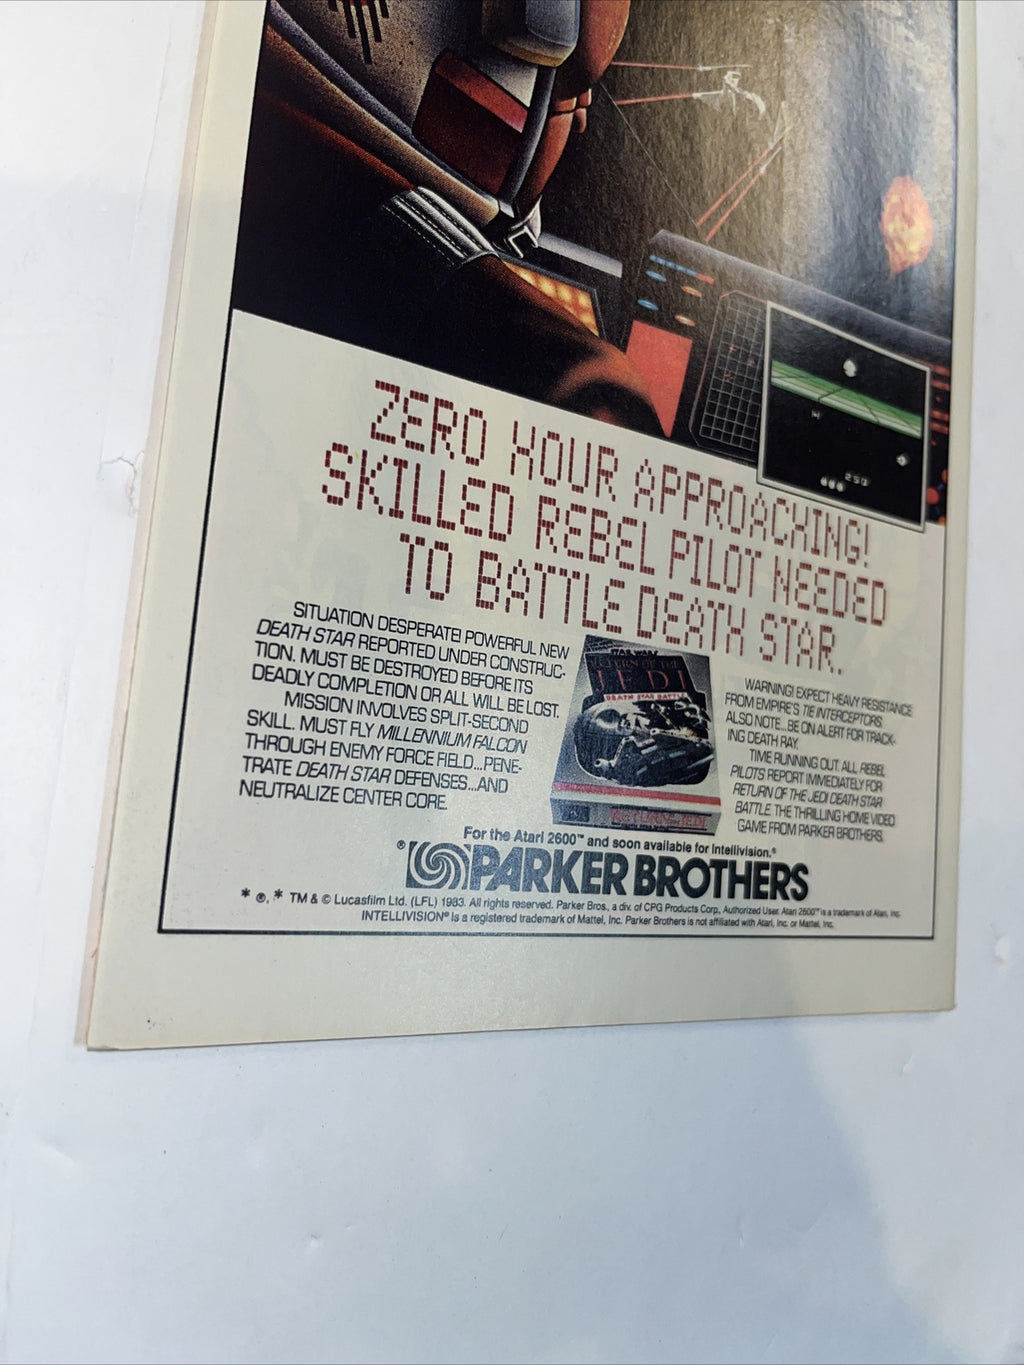 250
ZERO HOUR APPROACHING!
SKILLED REBEL PILOT NEEDED
TO BATTLE DEATH STAR.
SITUATION DESPERATE! POWERFUL NEW
DEATH STAR REPORTED UNDER CONSTRUC-
TION. MUST BE DESTROYED BEFORE ITS
DEADLY COMPLETION OR ALL WILL BE LOST.
MISSION INVOLVES SPLIT-SECOND
SKILL. MUST FLY MILLENNIUM FALCON
THROUGH ENEMY FORCE FIELD...PENE-
TRATE DEATH STAR DEFENSES...AND
NEUTRALIZE CENTER CORE.
STAR WARS
RETURN OF THE
JEDI
DEATH STAR BATTLE
RETURN OF THE JEDI
WARNING! EXPECT HEAVY RESISTANCE
FROM EMPIRE'S TIE INTERCEPTORS.
ALSO NOTE...BE ON ALERT FOR TRACK-
ING DEATH RAY.
TIME RUNNING OUT. ALL REBEL
PILOTS REPORT IMMEDIATELY FOR
RETURN OF THE JEDI DEATH STAR
BATTLE. THE THRILLING HOME VIDEO
GAME FROM PARKER BROTHERS.
For the Atari 2600™ and soon available for Intellivision.®
® PARKER BROTHERS
* ®, * TM & © Lucasfilm Ltd. (LFL) 1983. All rights reserved. Parker Bros., a div. of CPG Products Corp., Authorized User. Atari 2600™ is a trademark of Atari, Inc.
INTELLIVISION® is a registered trademark of Mattel, Inc. Parker Brothers is not affiliated with Atari, Inc. or Mattel, Inc.